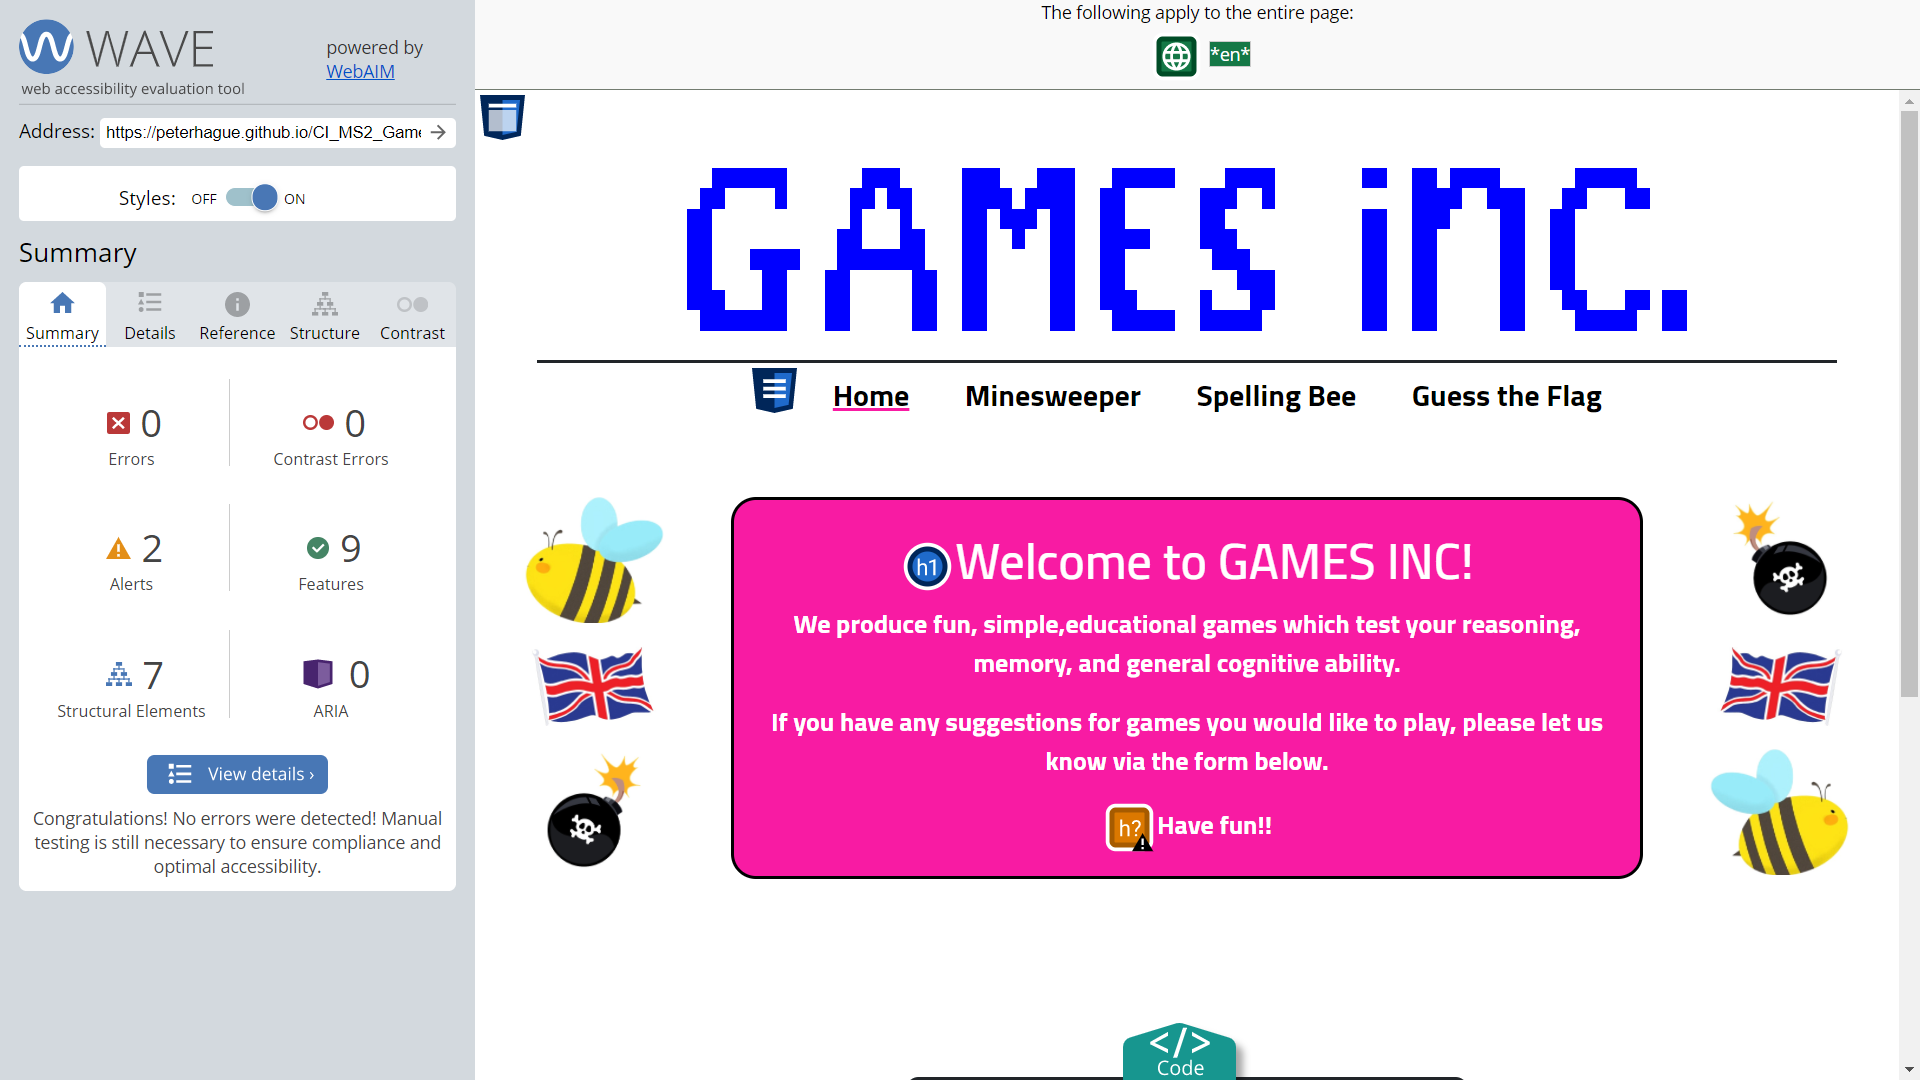 WAVE
powered by
WebAIM
web accessibility evaluation tool
Address: https://peterhague.github.io/CI_MS2_Game
Styles: OFF ON
Summary
Summary Details Reference Structure Contrast
0 0
Errors Contrast Errors
2 9
Alerts Features
7 0
Structural Elements ARIA
View details ›
Congratulations! No errors were detected! Manual
testing is still necessary to ensure compliance and
optimal accessibility.
The following apply to the entire page:
*en*
GAMES iNC.
Home Minesweeper Spelling Bee Guess the Flag
h1 Welcome to GAMES INC!
We produce fun, simple,educational games which test your reasoning,
memory, and general cognitive ability.
If you have any suggestions for games you would like to play, please let us
know via the form below.
h? Have fun!!
</>
Code